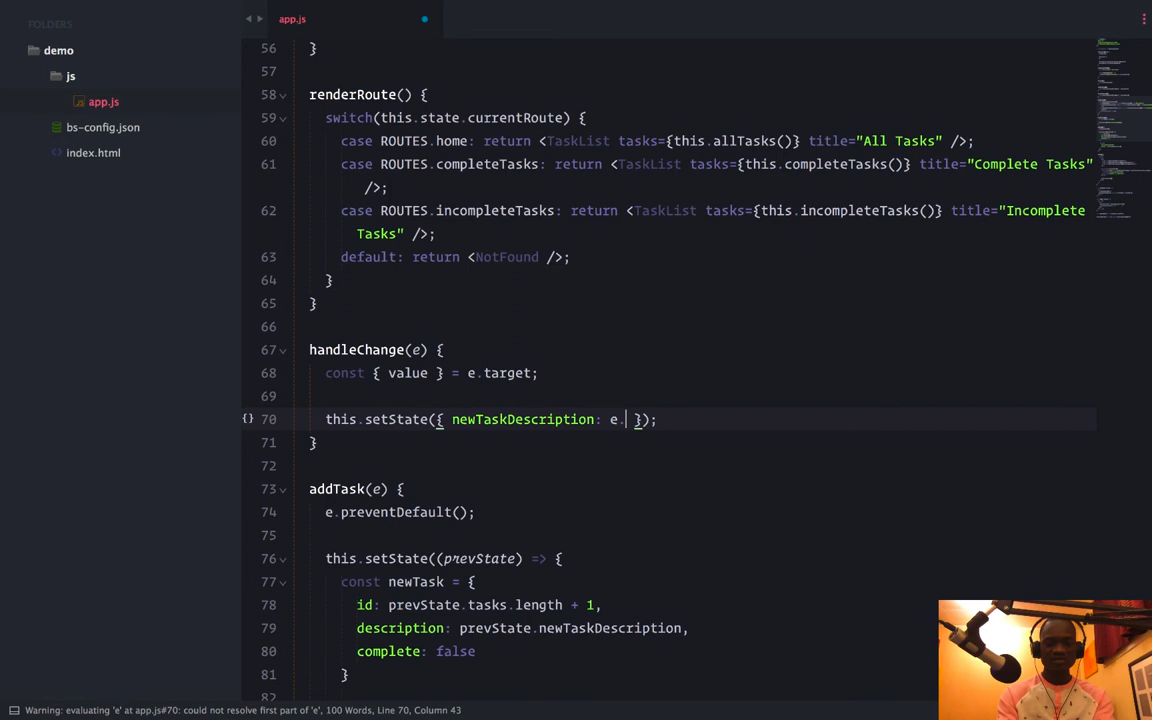 FOLDERS
demo
js
app.js
bs-config.json
index.html
app.js
56 }
57
58 renderRoute() {
59 switch(this.state.currentRoute) {
60 case ROUTES.home: return <TaskList tasks={this.allTasks()} title="All Tasks" />;
61 case ROUTES.completeTasks: return <TaskList tasks={this.completeTasks()} title="Complete Tasks"
/>;
62 case ROUTES.incompleteTasks: return <TaskList tasks={this.incompleteTasks()} title="Incomplete
Tasks" />;
63 default: return <NotFound />;
64 }
65 }
66
67 handleChange(e) {
68 const { value } = e.target;
69
{} 70 this.setState({ newTaskDescription: e. });
71 }
72
73 addTask(e) {
74 e.preventDefault();
75
76 this.setState((prevState) => {
77 const newTask = {
78 id: prevState.tasks.length + 1,
79 description: prevState.newTaskDescription,
80 complete: false
81 }
82
Warning: evaluating 'e' at app.js#70: could not resolve first part of 'e', 100 Words, Line 70, Column 43